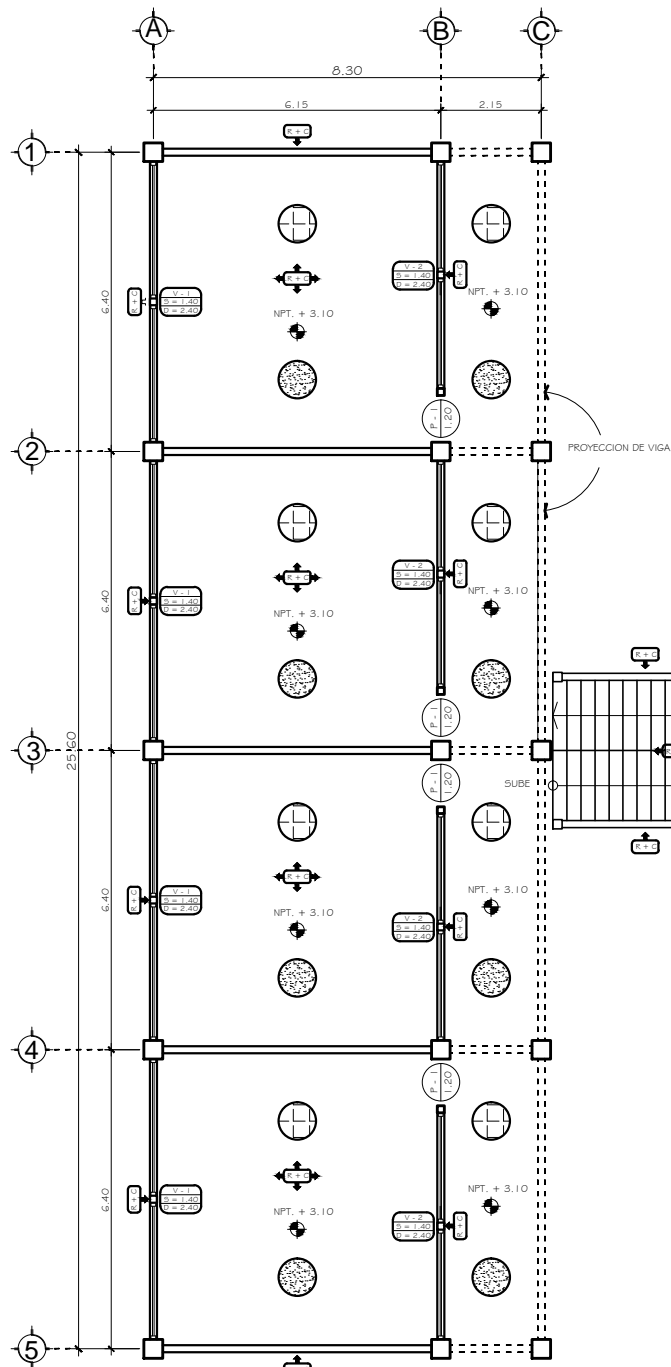 A
B
C
8.30
6.15
2.15
R + C
1
V - 1
S = 1.40
D = 2.40
R + C
R + C
V - 2
S = 1.40
D = 2.40
R + C
6.40
NPT. + 3.10
NPT. + 3.10
P - 1
1.20
2
PROYECCION DE VIGA
R + C
V - 1
S = 1.40
D = 2.40
R + C
V - 2
S = 1.40
D = 2.40
R + C
6.40
NPT. + 3.10
NPT. + 3.10
R + C
P - 1
1.20
3
25.60
P - 1
1.20
SUBE
R + C
R + C
V - 1
S = 1.40
D = 2.40
R + C
V - 2
S = 1.40
D = 2.40
R + C
6.40
NPT. + 3.10
NPT. + 3.10
4
P - 1
1.20
R + C
V - 1
S = 1.40
D = 2.40
R + C
V - 2
S = 1.40
D = 2.40
R + C
6.40
NPT. + 3.10
NPT. + 3.10
5